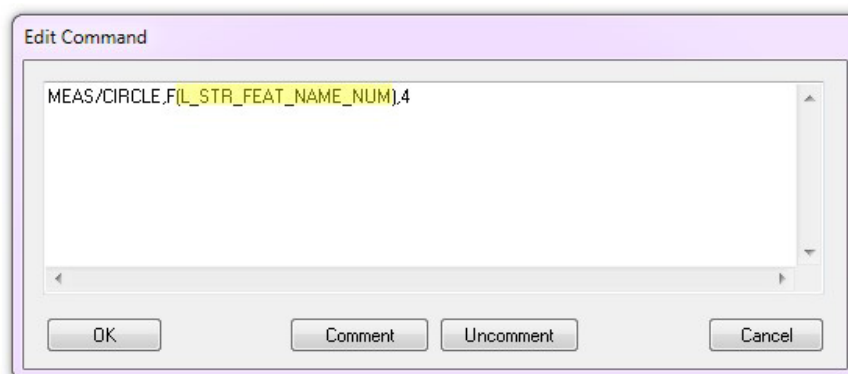 Edit Command
MEAS/CIRCLE,F(L_STR_FEAT_NAME_NUM),4
OK Comment Uncomment Cancel